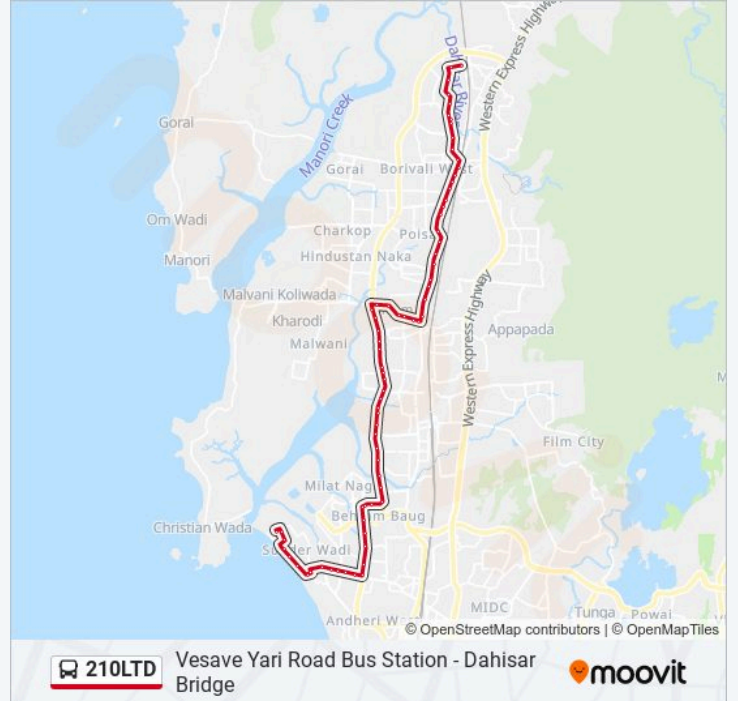 Dahisar River
Western Express Highway
Gorai
Manori Creek
Gorai
Borivali West
Om Wadi
Charkop
Poisa
Hindustan Naka
Manori
Malvani Koliwada
Kharodi
Western Express Highway
Appapada
Malwani
Film City
Milat Nag
Christian Wada
Behram Baug
Sunder Wadi
MIDC
Tunga
Powai
Andheri West
© OpenStreetMap contributors | © OpenMapTiles
210LTD
Vesave Yari Road Bus Station - Dahisar
Bridge
moovit